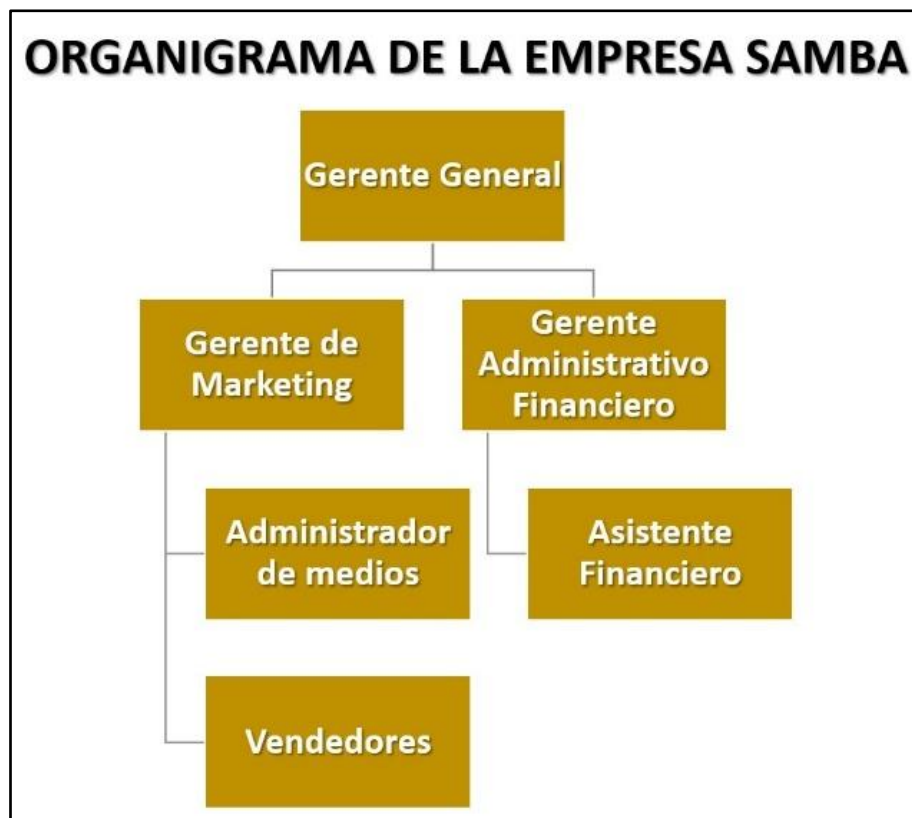 ORGANIGRAMA DE LA EMPRESA SAMBA
Gerente General
Gerente de
Marketing
Gerente
Administrativo
Financiero
Administrador
de medios
Asistente
Financiero
Vendedores